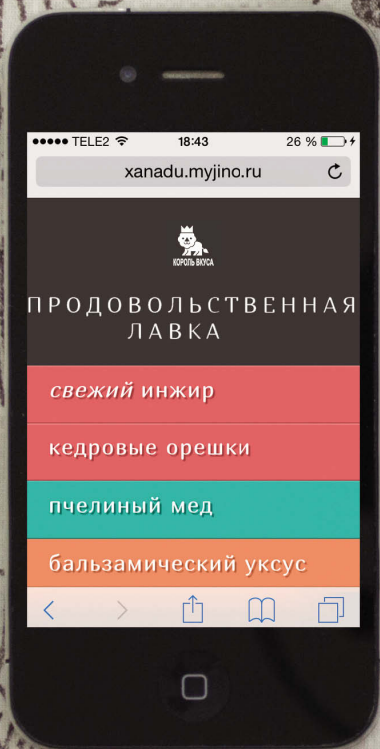 TELE2 18:43 26 %
xanadu.myjino.ru
КОРОЛЬ ВКУСА
ПРОДОВОЛЬСТВЕННАЯ
ЛАВКА
свежий инжир
кедровые орешки
пчелиный мед
бальзамический уксус